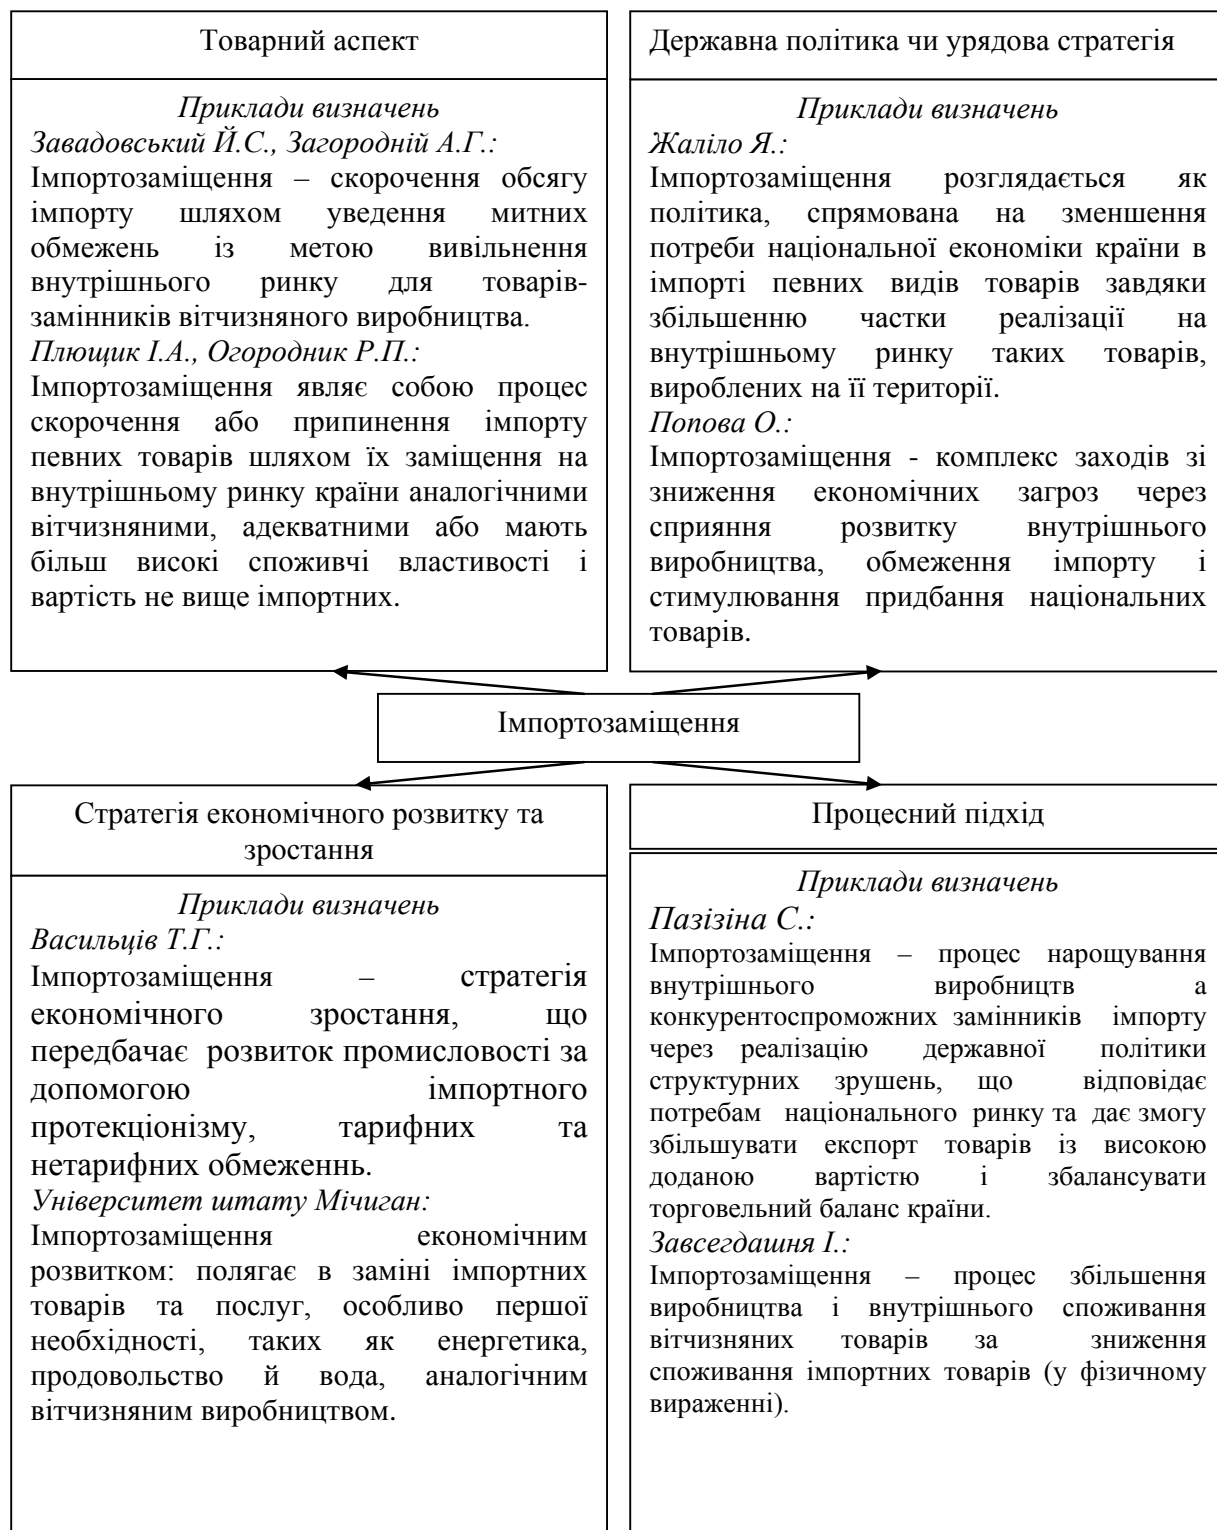 Товарний аспект
Приклади визначень
Завадовський Й.С., Загородній А.Г.:
Імпортозаміщення – скорочення обсягу
імпорту шляхом уведення митних
обмежень із метою вивільнення
внутрішнього ринку для товарів-
замінників вітчизняного виробництва.
Плющик І.А., Огородник Р.П.:
Імпортозаміщення являє собою процес
скорочення або припинення імпорту
певних товарів шляхом їх заміщення на
внутрішньому ринку країни аналогічними
вітчизняними, адекватними або мають
більш високі споживчі властивості і
вартість не вище імпортних.
Державна політика чи урядова стратегія
Приклади визначень
Жаліло Я.:
Імпортозаміщення розглядається як
політика, спрямована на зменшення
потреби національної економіки країни в
імпорті певних видів товарів завдяки
збільшенню частки реалізації на
внутрішньому ринку таких товарів,
вироблених на її території.
Попова О.:
Імпортозаміщення - комплекс заходів зі
зниження економічних загроз через
сприяння розвитку внутрішнього
виробництва, обмеження імпорту і
стимулювання придбання національних
товарів.
Імпортозаміщення
Стратегія економічного розвитку та
зростання
Приклади визначень
Васильців Т.Г.:
Імпортозаміщення – стратегія
економічного зростання, що
передбачає розвиток промисловості за
допомогою імпортного
протекціонізму, тарифних та
нетарифних обмеженнь.
Університет штату Мічиган:
Імпортозаміщення економічним
розвитком: полягає в заміні імпортних
товарів та послуг, особливо першої
необхідності, таких як енергетика,
продовольство й вода, аналогічним
вітчизняним виробництвом.
Процесний підхід
Приклади визначень
Пазізіна С.:
Імпортозаміщення – процес нарощування
внутрішнього виробництв а
конкурентоспроможних замінників імпорту
через реалізацію державної політики
структурних зрушень, що відповідає
потребам національного ринку та дає змогу
збільшувати експорт товарів із високою
доданою вартістю і збалансувати
торговельний баланс країни.
Завсегдашня І.:
Імпортозаміщення – процес збільшення
виробництва і внутрішнього споживання
вітчизняних товарів за зниження
споживання імпортних товарів (у фізичному
вираженні).